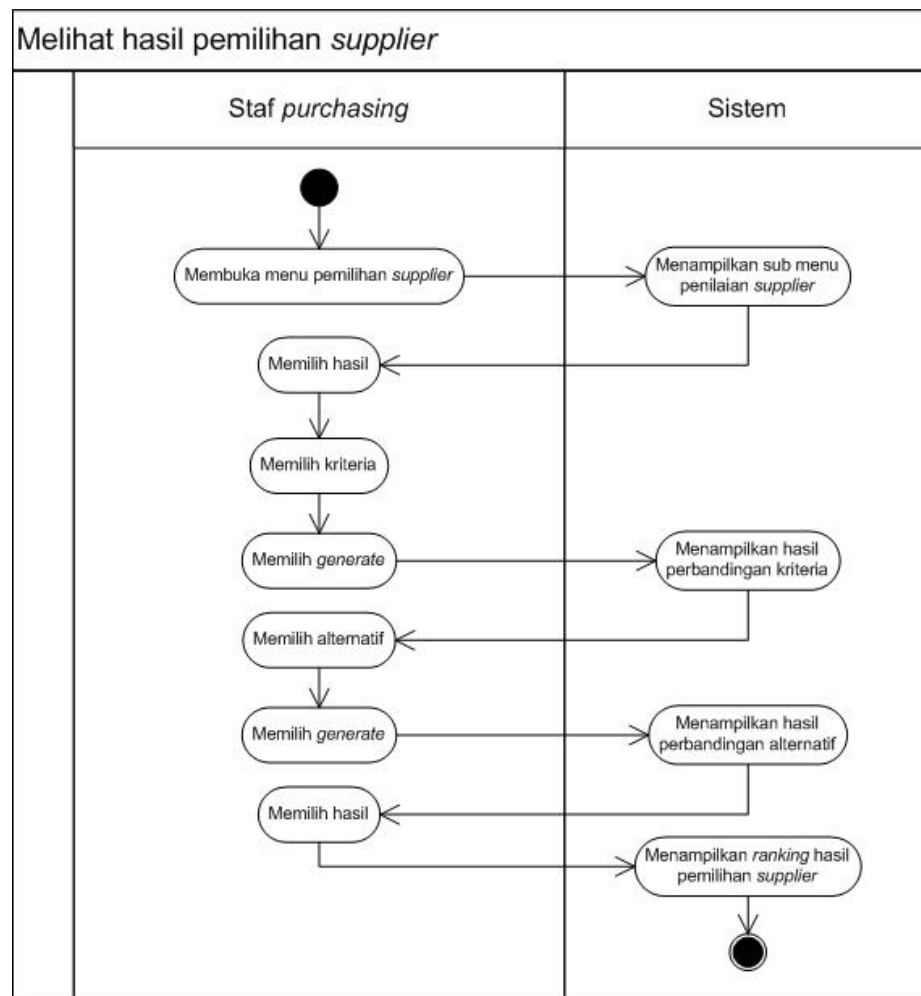 Melihat hasil pemilihan supplier
Staf purchasing
Sistem
Membuka menu pemilihan supplier
Menampilkan sub menu
penilaian supplier
Memilih hasil
Memilih kriteria
Memilih generate
Menampilkan hasil
perbandingan kriteria
Memilih alternatif
Memilih generate
Menampilkan hasil
perbandingan alternatif
Memilih hasil
Menampilkan ranking hasil
pemilihan supplier